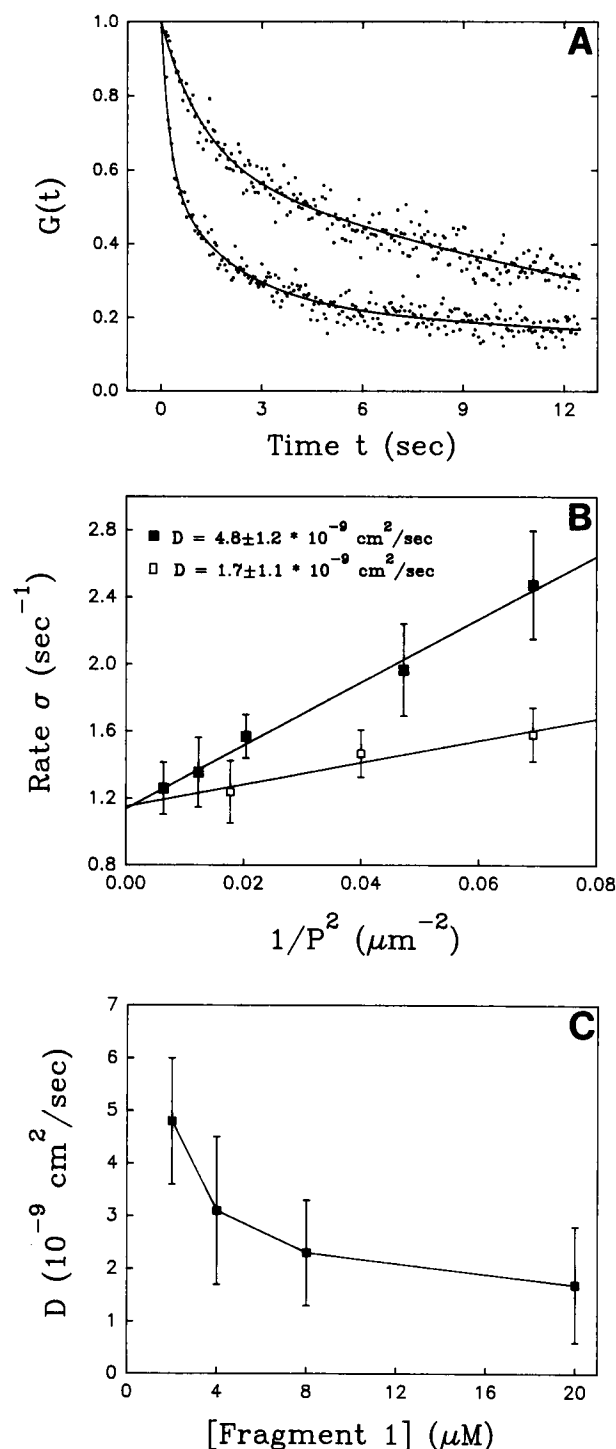 A
1.0
0.8
0.6
0.4
0.2
0.0
G(t)
0 3 6 9 12
Time t (sec)
B
■ D = 4.8±1.2 * 10⁻⁹ cm²/sec
□ D = 1.7±1.1 * 10⁻⁹ cm²/sec
2.8
2.4
2.0
1.6
1.2
0.8
Rate σ (sec⁻¹)
0.00 0.02 0.04 0.06 0.08
1/P² (μm⁻²)
C
7
6
5
4
3
2
1
0
D (10⁻⁹ cm²/sec)
0 4 8 12 16 20
[Fragment 1] (μM)